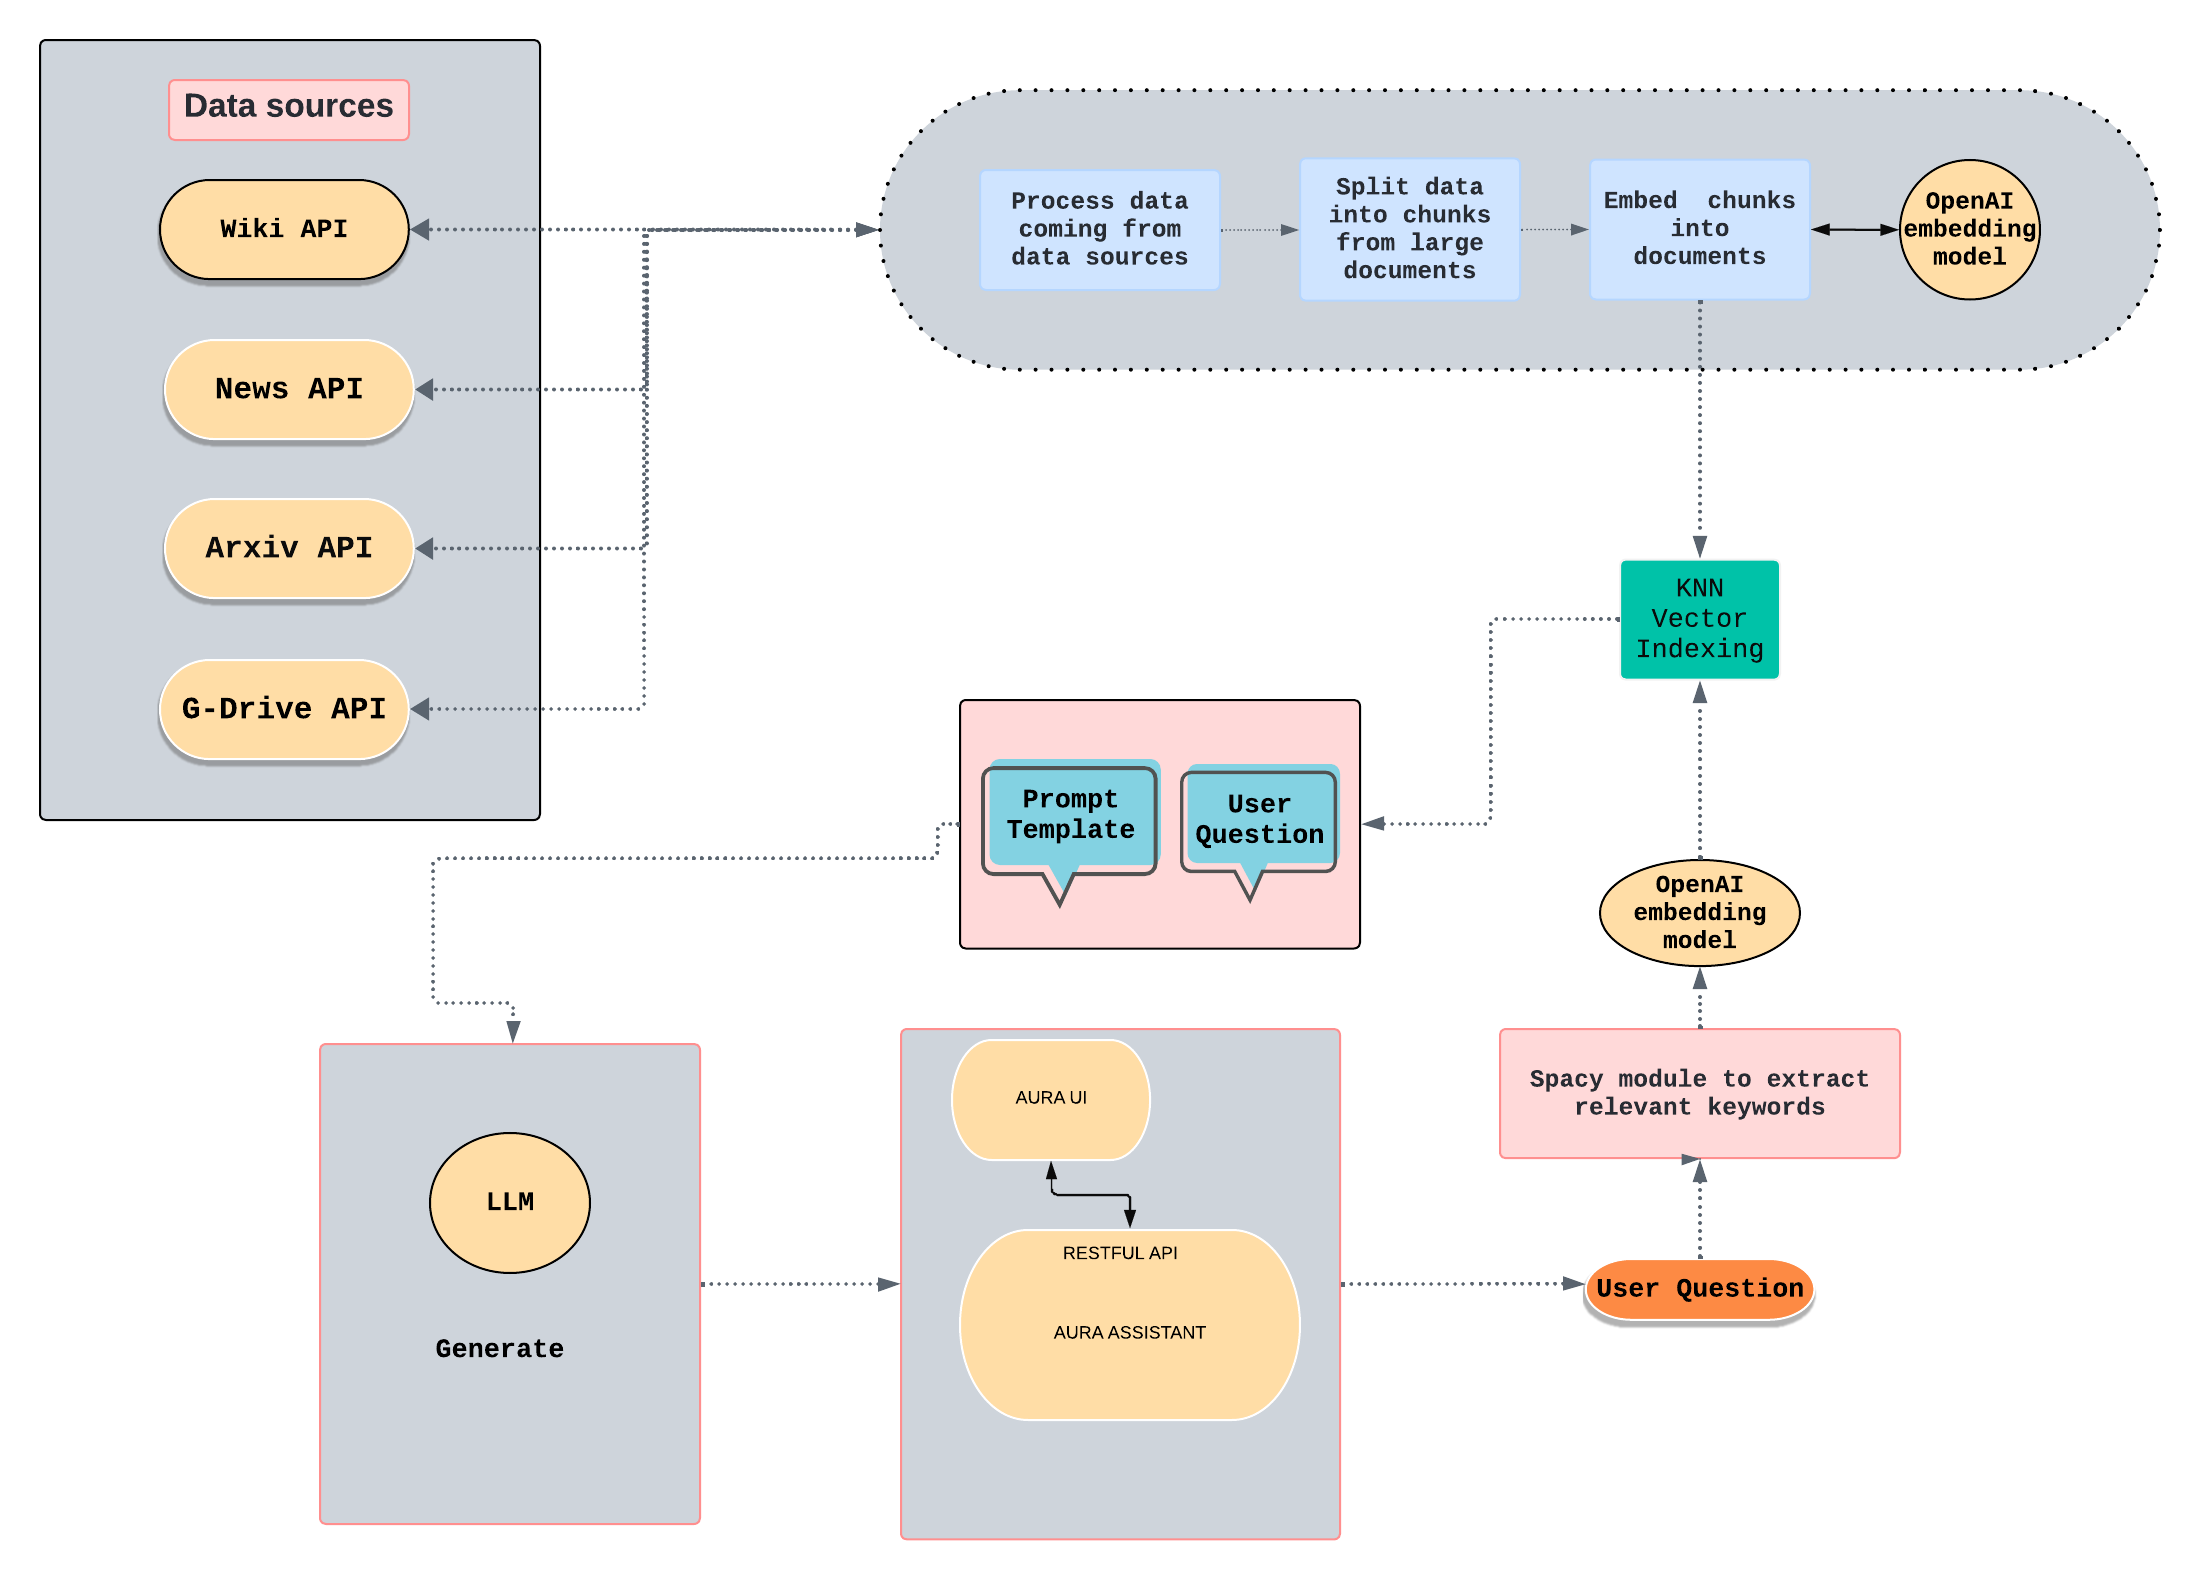 Data sources
Wiki API
News API
Arxiv API
G-Drive API
Process data
coming from
data sources
Split data
into chunks
from large
documents
Embed  chunks
into
documents
OpenAI
embedding
model
KNN
Vector
Indexing
Prompt
Template
User
Question
OpenAI
embedding
model
Spacy module to extract
relevant keywords
User Question
LLM
Generate
AURA UI
RESTFUL API
AURA ASSISTANT